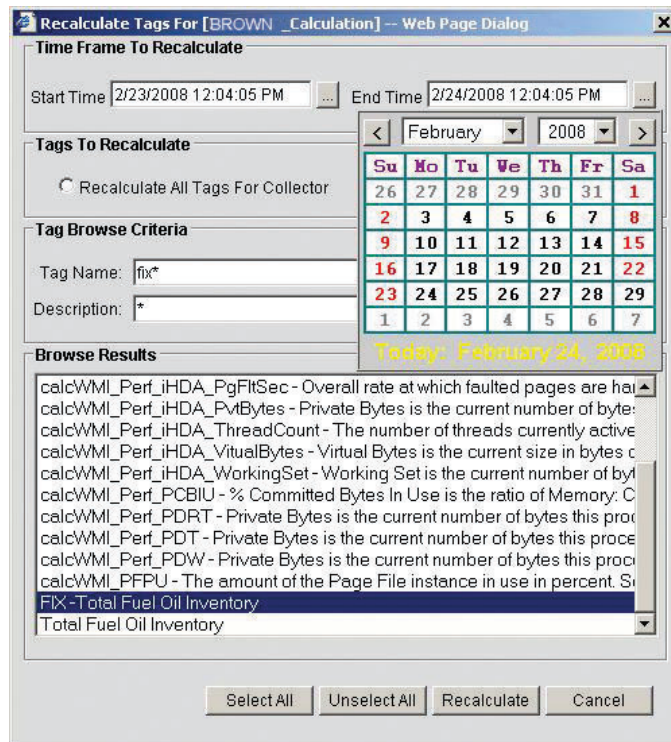 Recalculate Tags For [BROWN _Calculation] -- Web Page Dialog
Time Frame To Recalculate
Start Time 2/23/2008 12:04:05 PM ... End Time 2/24/2008 12:04:05 PM ...
< February 2008 >
Tags To Recalculate
Su Mo Tu We Th Fr Sa
Recalculate All Tags For Collector
26 27 28 29 30 31 1
2 3 4 5 6 7 8
Tag Browse Criteria
9 10 11 12 13 14 15
Tag Name: fix*
16 17 18 19 20 21 22
23 24 25 26 27 28 29
Description: *
1 2 3 4 5 6 7
Today: February 24, 2008
Browse Results
calcWMI_Perf_iHDA_PgFltSec - Overall rate at which faulted pages are hai
calcWMI_Perf_iHDA_PvtBytes - Private Bytes is the current number of bytes
calcWMI_Perf_iHDA_ThreadCount - The number of threads currently active
calcWMI_Perf_iHDA_VitualBytes - Virtual Bytes is the current size in bytes o
calcWMI_Perf_iHDA_WorkingSet - Working Set is the current number of byt
calcWMI_Perf_PCBIU - % Committed Bytes In Use is the ratio of Memory: C
calcWMI_Perf_PDRT - Private Bytes is the current number of bytes this proc
calcWMI_Perf_PDT - Private Bytes is the current number of bytes this proce
calcWMI_Perf_PDW - Private Bytes is the current number of bytes this proc
calcWMI_PFPU - The amount of the Page File instance in use in percent. Se
FIX - Total Fuel Oil Inventory
Total Fuel Oil Inventory
Select All Unselect All Recalculate Cancel